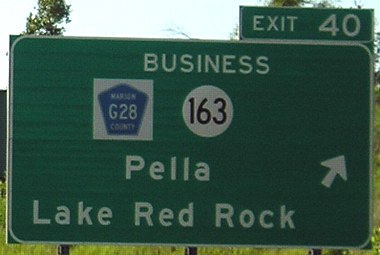 EXIT 40
BUSINESS
MARION
G28
COUNTY
163
Pella
Lake Red Rock